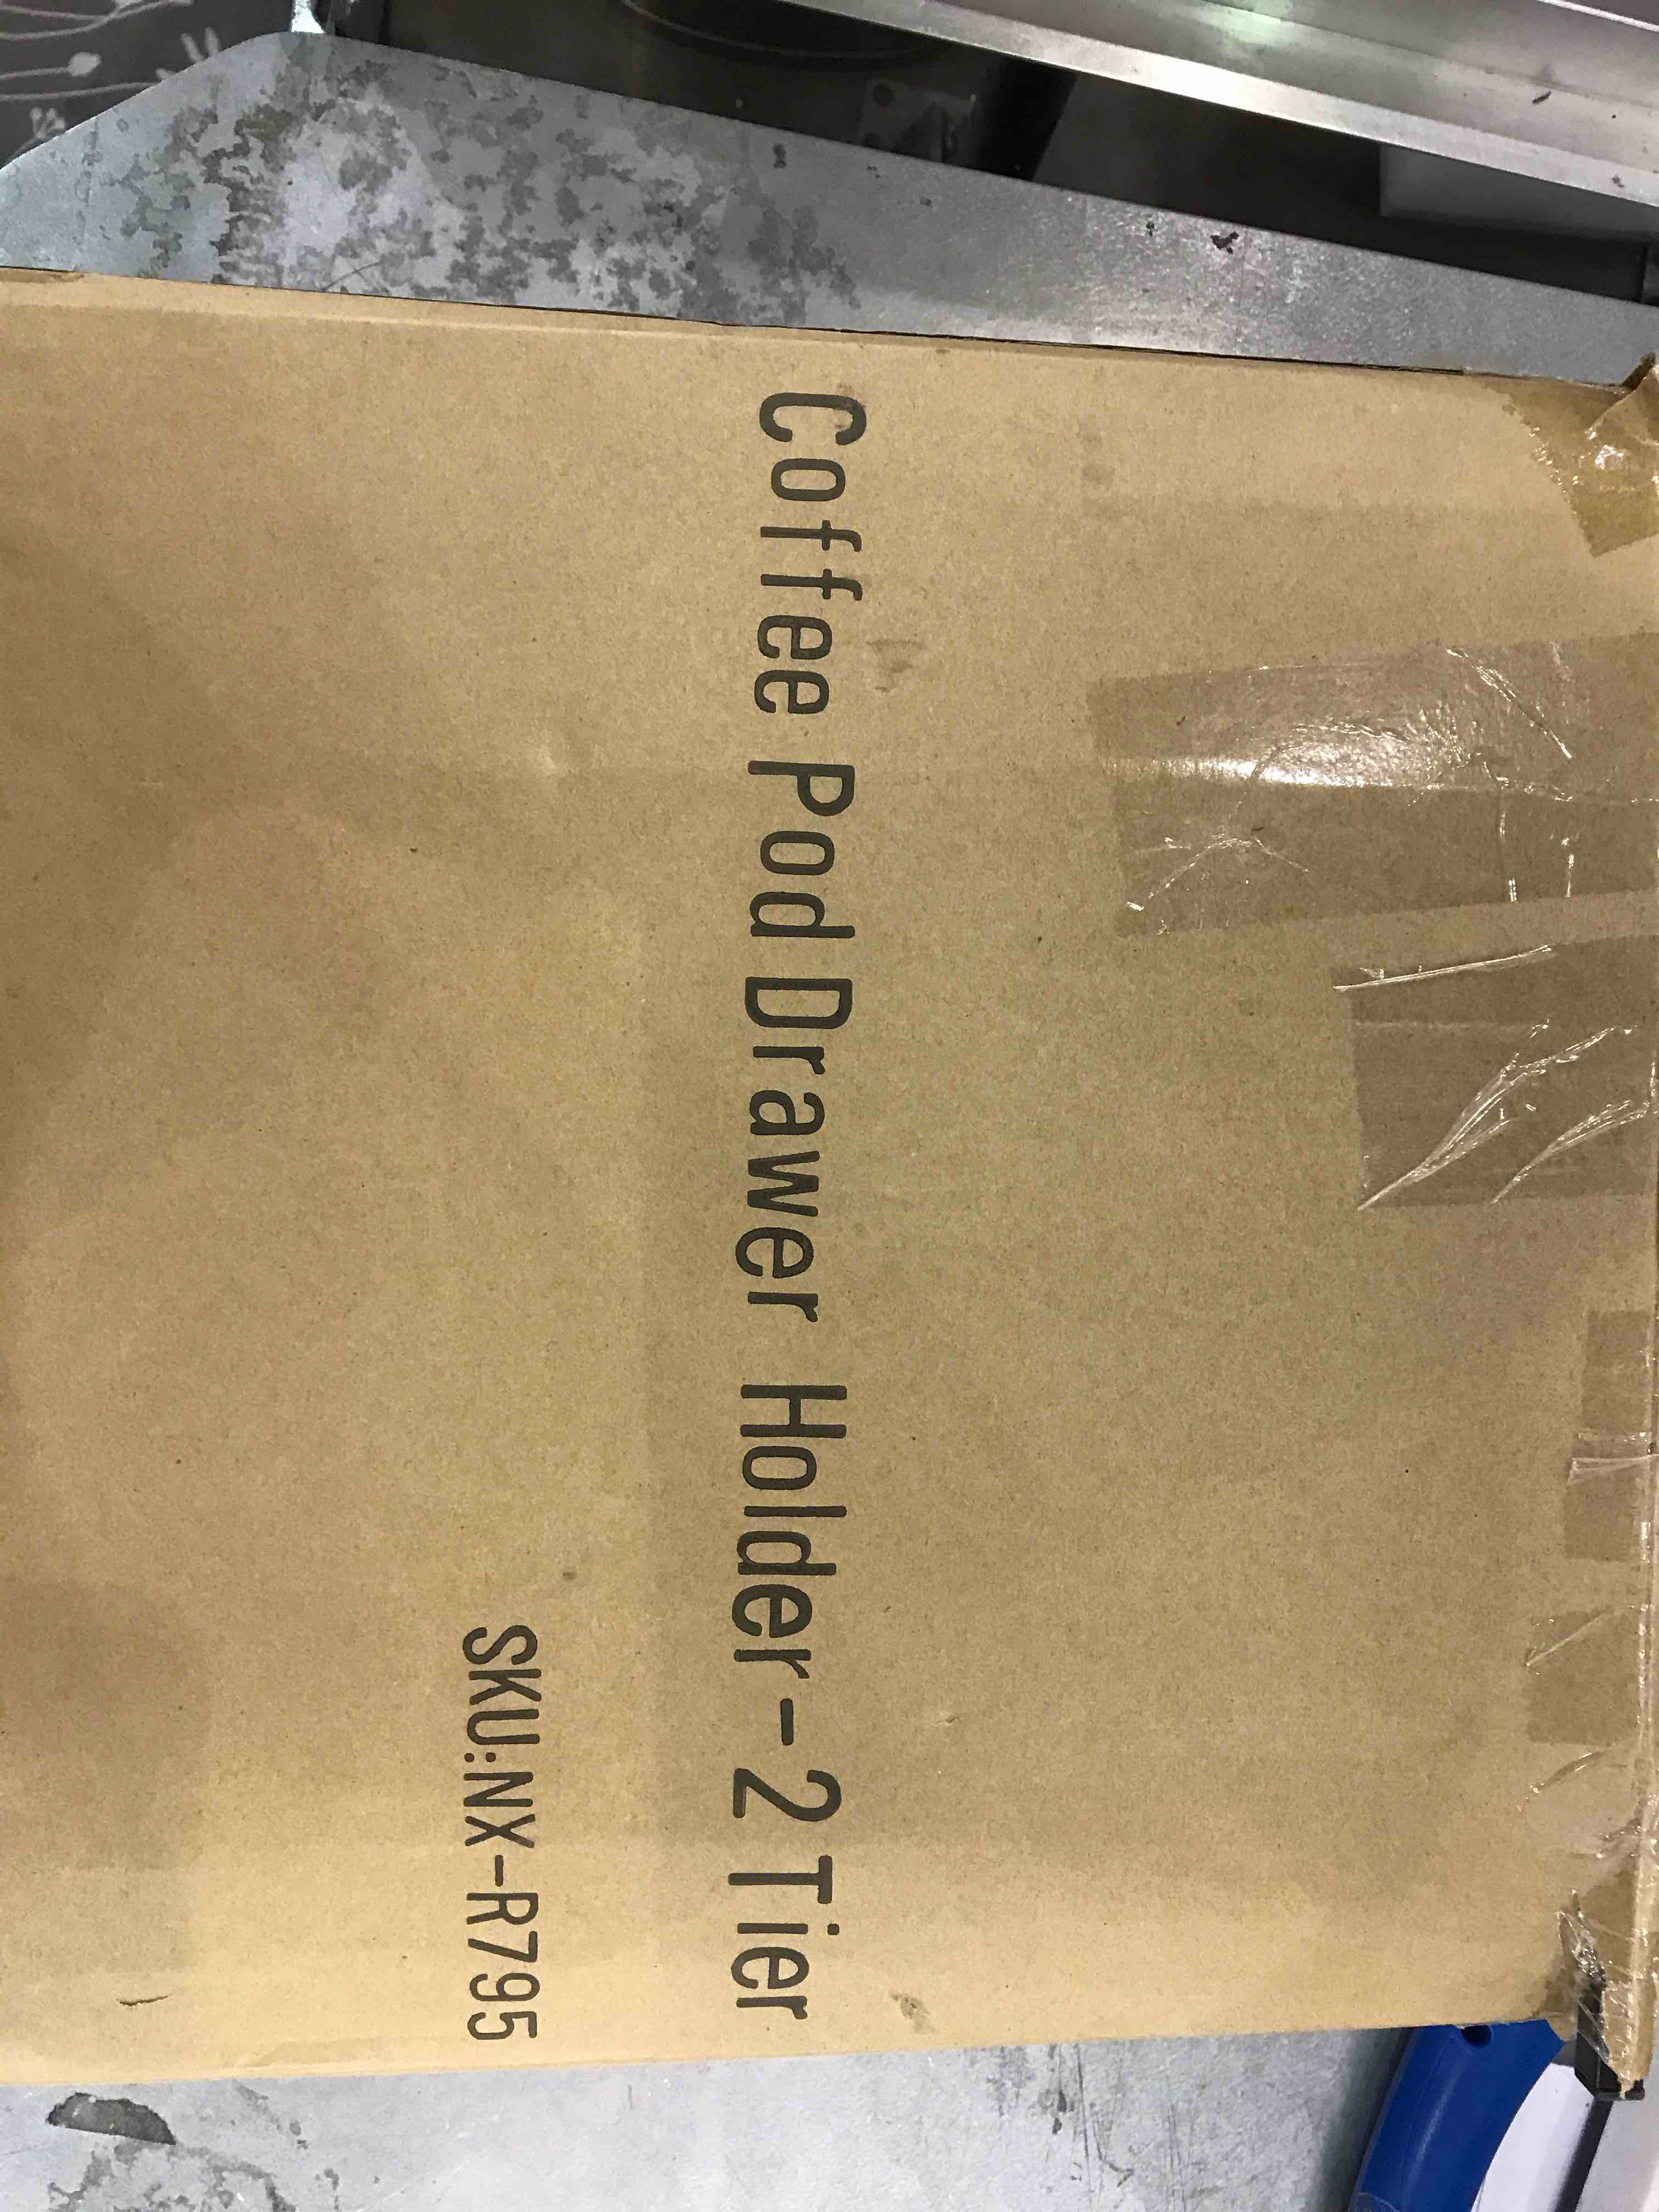 Coffee Pod Drawer Holder-2 Tier
SKU:NX-R795